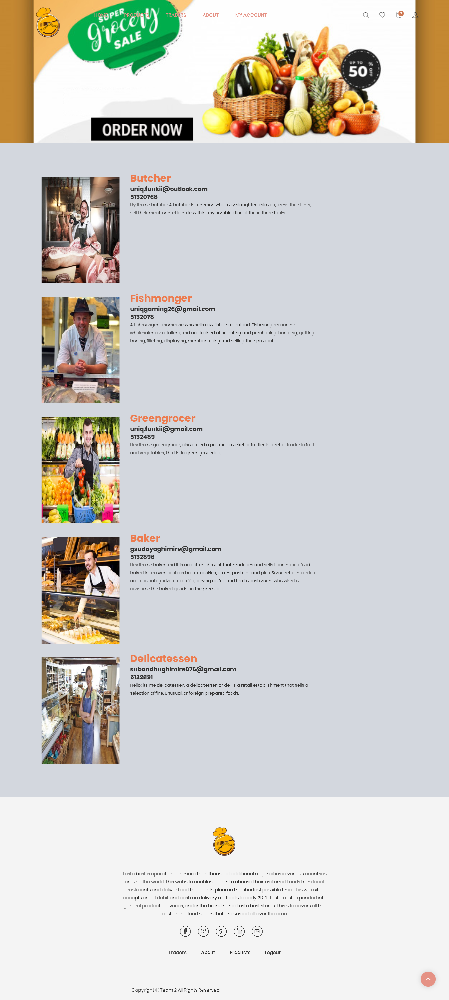 HOME PRODUCTS TRADERS ABOUT MY ACCOUNT
3
TasteBest
SUPER
grocery
SALE
UP TO
50 % OFF
ORDER NOW
Butcher
uniq.funkii@outlook.com
51320768
Hy, its me butcher A butcher is a person who may slaughter animals, dress their flesh,
sell their meat, or participate within any combination of these three tasks.
Fishmonger
uniqgaming26@gmail.com
5132078
A fishmonger is someone who sells raw fish and seafood. Fishmongers can be
wholesalers or retailers, and are trained at selecting and purchasing, handling, gutting,
boning, filleting, displaying, merchandising and selling their product
Greengrocer
uniq.funkii@gmail.com
5132489
Hey its me greengrocer, also called a produce market or fruitier, is a retail trader in fruit
and vegetables; that is, in green groceries,
1'99
1'99
Baker
gsudayaghimire@gmail.com
5132896
Hey its me baker and it is an establishment that produces and sells flour-based food
baked in an oven such as bread, cookies, cakes, pastries, and pies. Some retail bakeries
are also categorized as cafés, serving coffee and tea to customers who wish to
consume the baked goods on the premises.
Delicatessen
subandhughimire076@gmail.com
5132891
Hello! its me delicatessen, a delicatessen or deli is a retail establishment that sells a
selection of fine, unusual, or foreign prepared foods.
TasteBest
Taste best is operational in more than thousand additional major cities in various countries
around the world. This website enables clients to choose their preferred foods from local
restraunts and deliver food the clients' place in the shortest possible time. This website
accepts credit debit and cash on delivery methods. In early 2019, Taste best expanded into
general product deliveries, under the brand name taste best stores. This site covers all the
best online food sellers that are spread all over the area.
Traders About Products Logout
Copyright © Team 2 All Rights Reserved